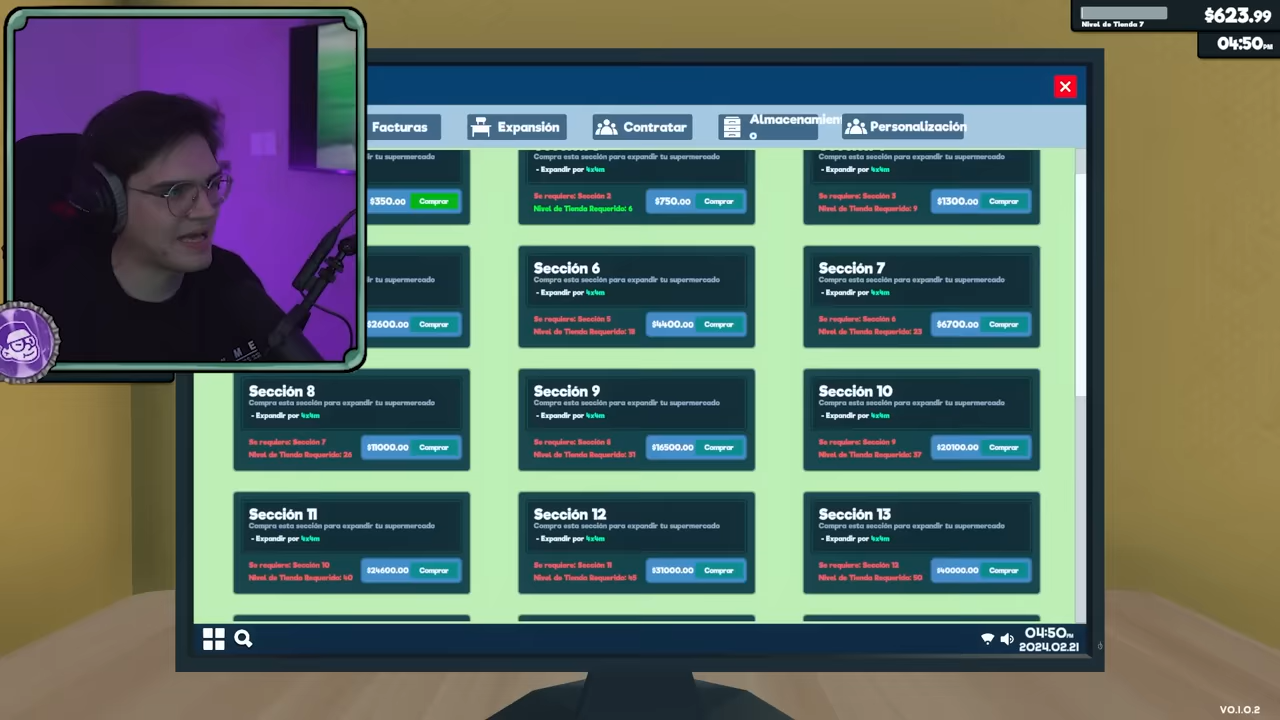 $623.99
Nivel de Tienda 7
04:50PM
Facturas
Expansión
Contratar
Almacenamien
o
Personalización
ir tu supermercado
Compra esta sección para expandir tu supermercado
Compra esta sección para expandir tu supermercado
- Expandir por 4x4m
- Expandir por 4x4m
$350.00 Comprar
Se requiere: Sección 2
Nivel de Tienda Requerido: 6
$750.00 Comprar
Se requiere: Sección 3
Nivel de Tienda Requerido: 9
$1300.00 Comprar
ir tu supermercado
$2600.00 Comprar
Sección 6
Compra esta sección para expandir tu supermercado
- Expandir por 4x4m
Se requiere: Sección 5
Nivel de Tienda Requerido: 18
$4400.00 Comprar
Sección 7
Compra esta sección para expandir tu supermercado
- Expandir por 4x4m
Se requiere: Sección 6
Nivel de Tienda Requerido: 22
$6700.00 Comprar
Sección 8
Compra esta sección para expandir tu supermercado
- Expandir por 4x4m
Se requiere: Sección 7
Nivel de Tienda Requerido: 26
$11000.00 Comprar
Sección 9
Compra esta sección para expandir tu supermercado
- Expandir por 4x4m
Se requiere: Sección 8
Nivel de Tienda Requerido: 31
$16500.00 Comprar
Sección 10
Compra esta sección para expandir tu supermercado
- Expandir por 4x4m
Se requiere: Sección 9
Nivel de Tienda Requerido: 37
$20100.00 Comprar
Sección 11
Compra esta sección para expandir tu supermercado
- Expandir por 4x4m
Se requiere: Sección 10
Nivel de Tienda Requerido: 40
$24600.00 Comprar
Sección 12
Compra esta sección para expandir tu supermercado
- Expandir por 4x4m
Se requiere: Sección 11
Nivel de Tienda Requerido: 45
$31000.00 Comprar
Sección 13
Compra esta sección para expandir tu supermercado
- Expandir por 4x4m
Se requiere: Sección 12
Nivel de Tienda Requerido: 50
$40000.00 Comprar
04:50PM
2024.02.21
V0.1.0.2